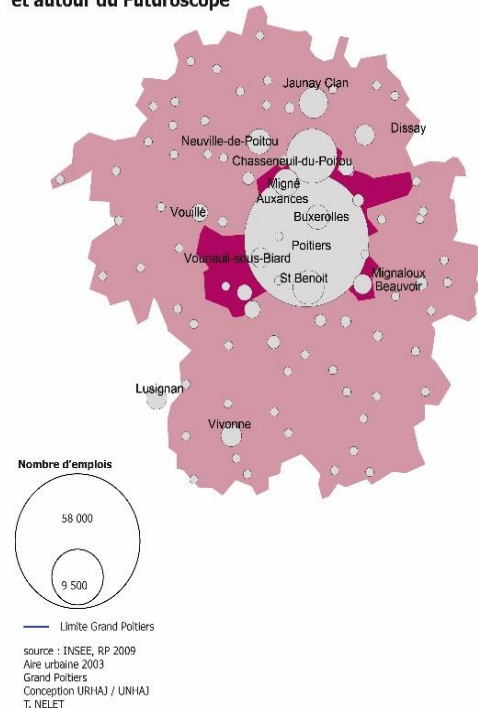 et autour du Futuroscope
Jaunay Clan
Dissay
Neuville-de-Poitou
Chasseneuil-du-Poitou
Migné
Auxances
Vouillé
Buxerolles
Poitiers
Vouneuil-sous-Biard
St Benoit
Mignaloux
Beauvoir
Lusignan
Vivonne
Nombre d'emplois
58 000
9 500
Limite Grand Poitiers
source : INSEE, RP 2009
Aire urbaine 2003
Grand Poitiers
Conception URHAJ / UNHAJ
T. NELET